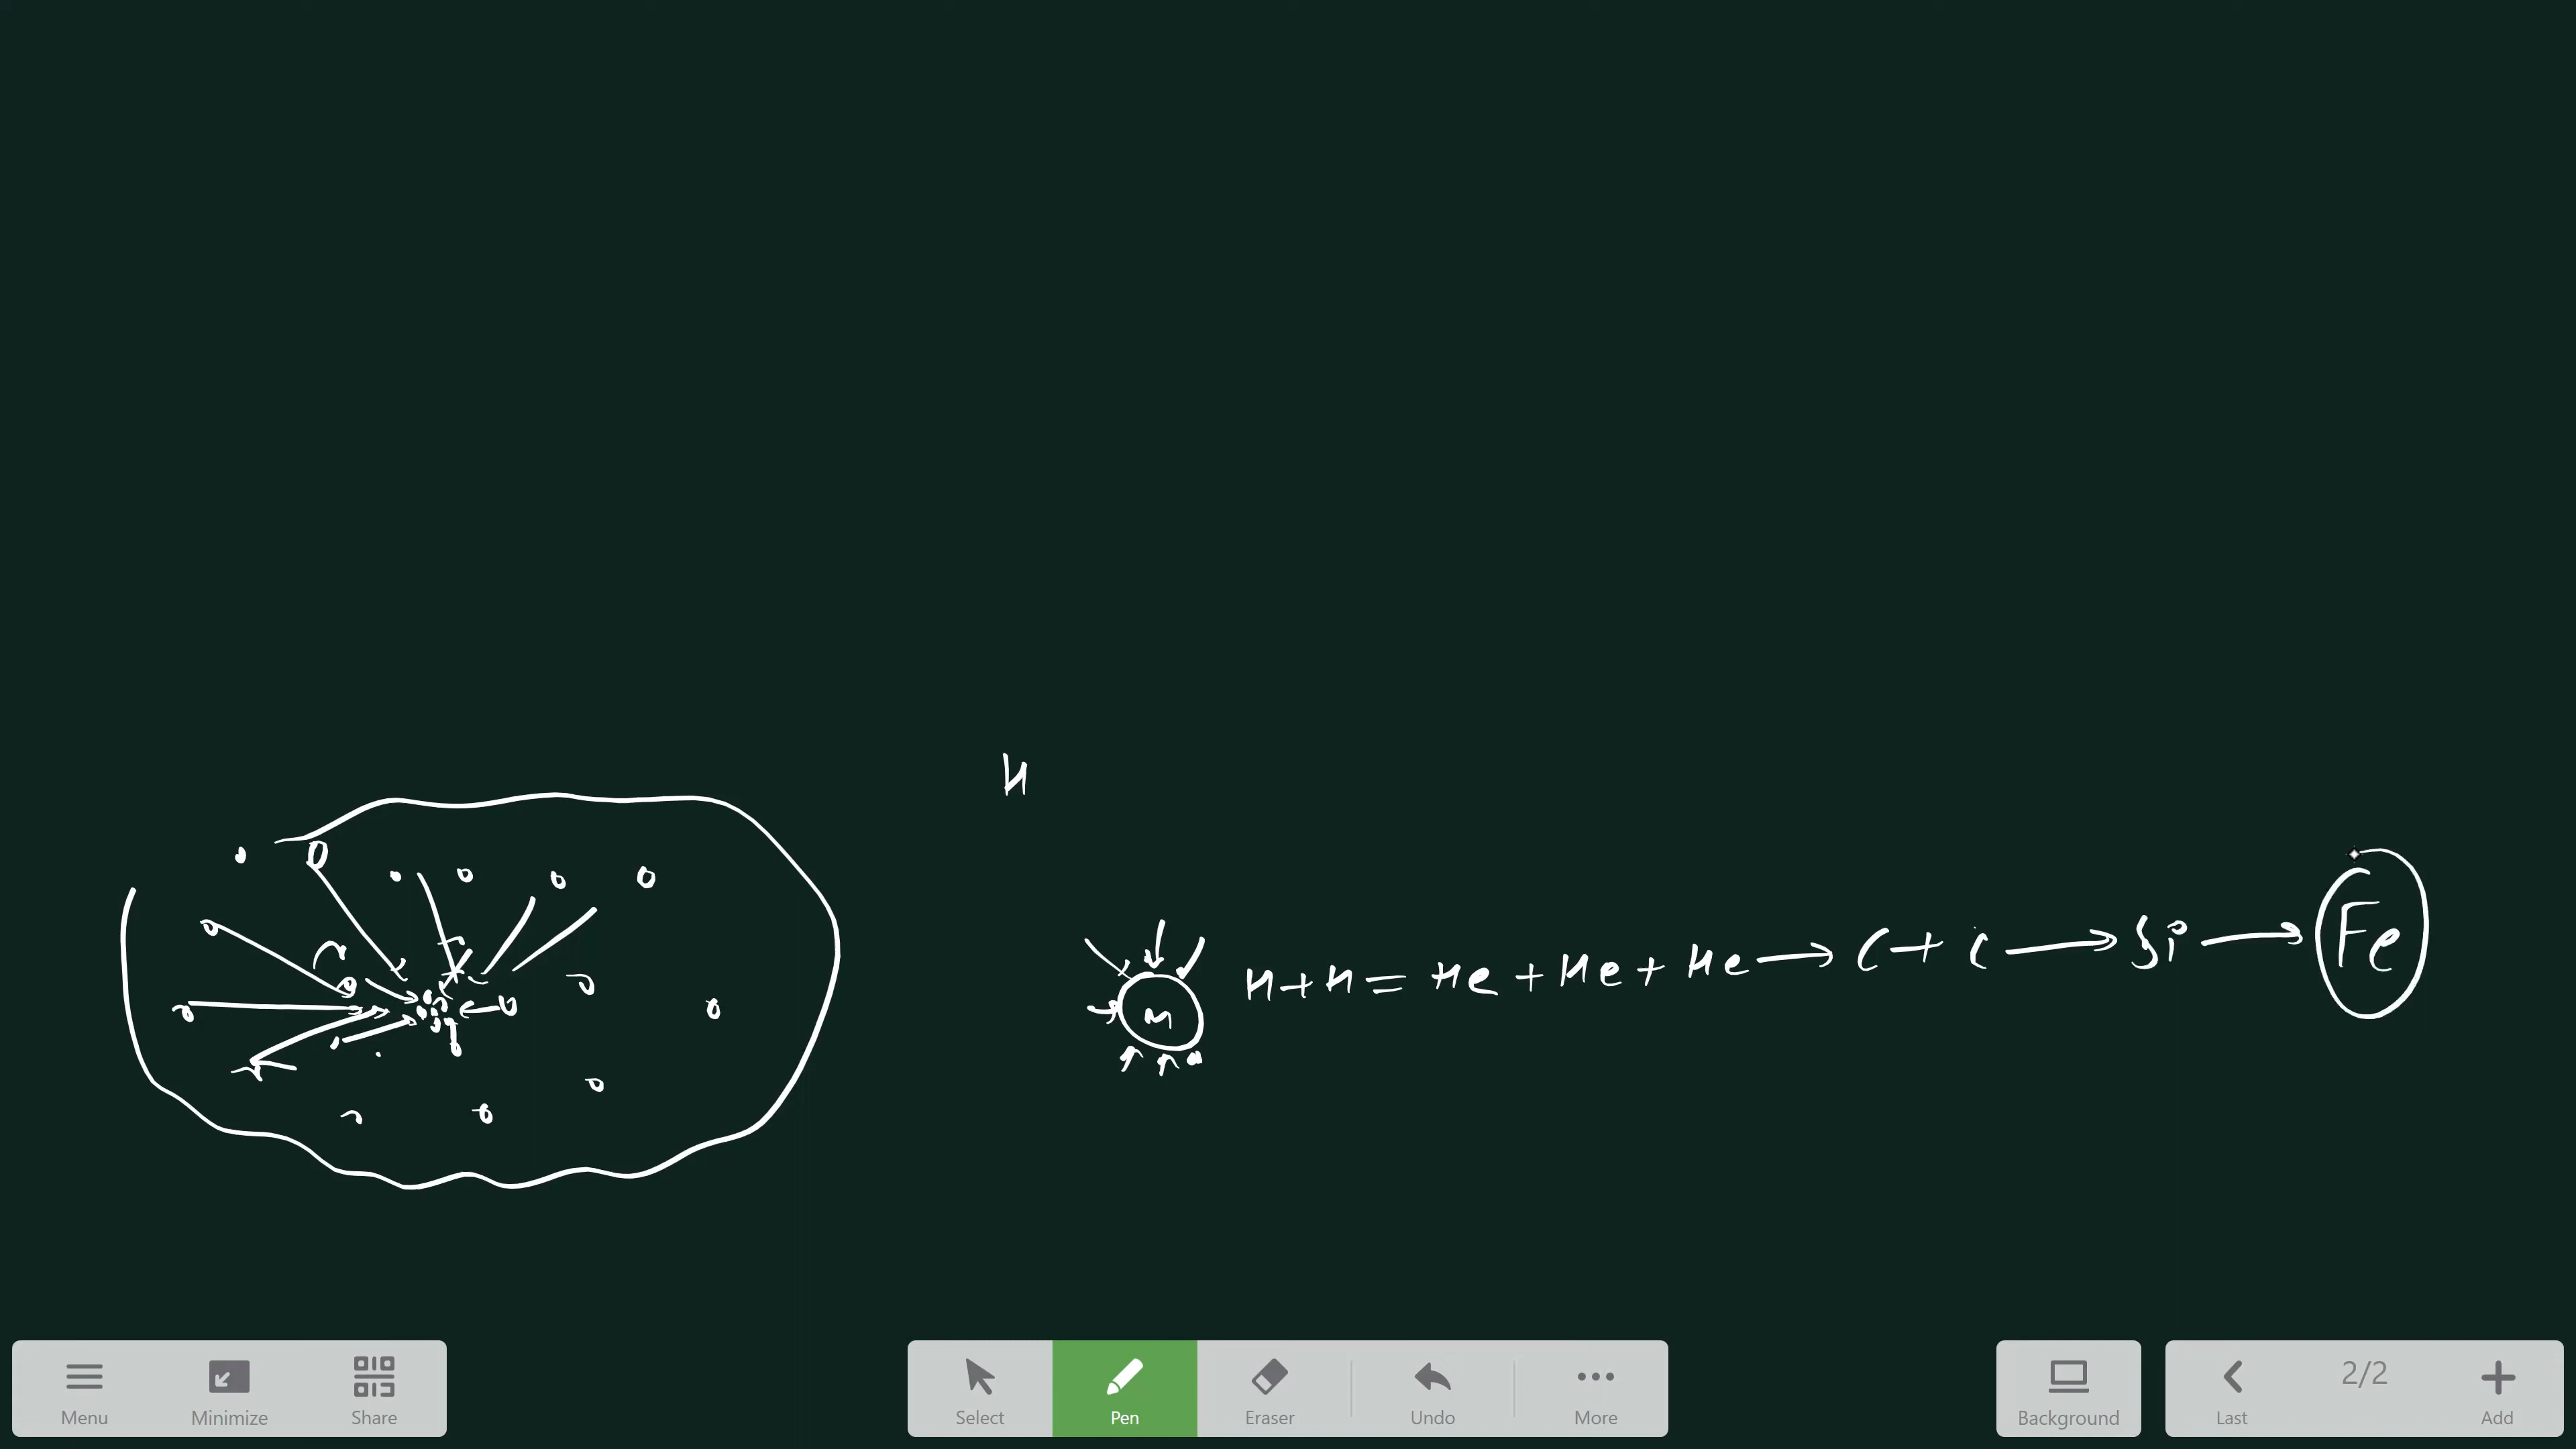 H
H+H = He + He + He → C + C → Si → Fe
M
Menu
Minimize
Share
Select
Pen
Eraser
Undo
More
Background
Last
2/2
Add